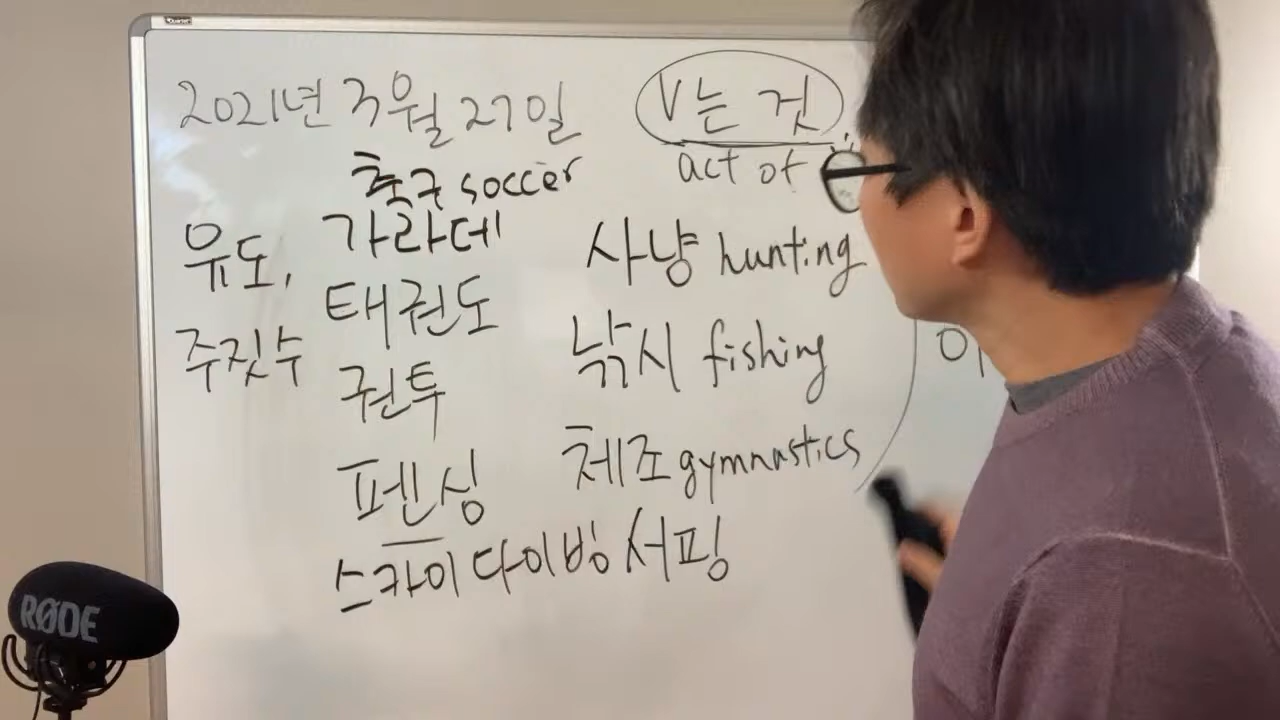 Quartet
2021년 3월 27일
V는 것
act of
축구 soccer
유도, 가라데
사냥 hunting
태권도
주짓수
낚시 fishing
권투
체조 gymnastics
펜싱
스카이다이빙 서핑
RØDE